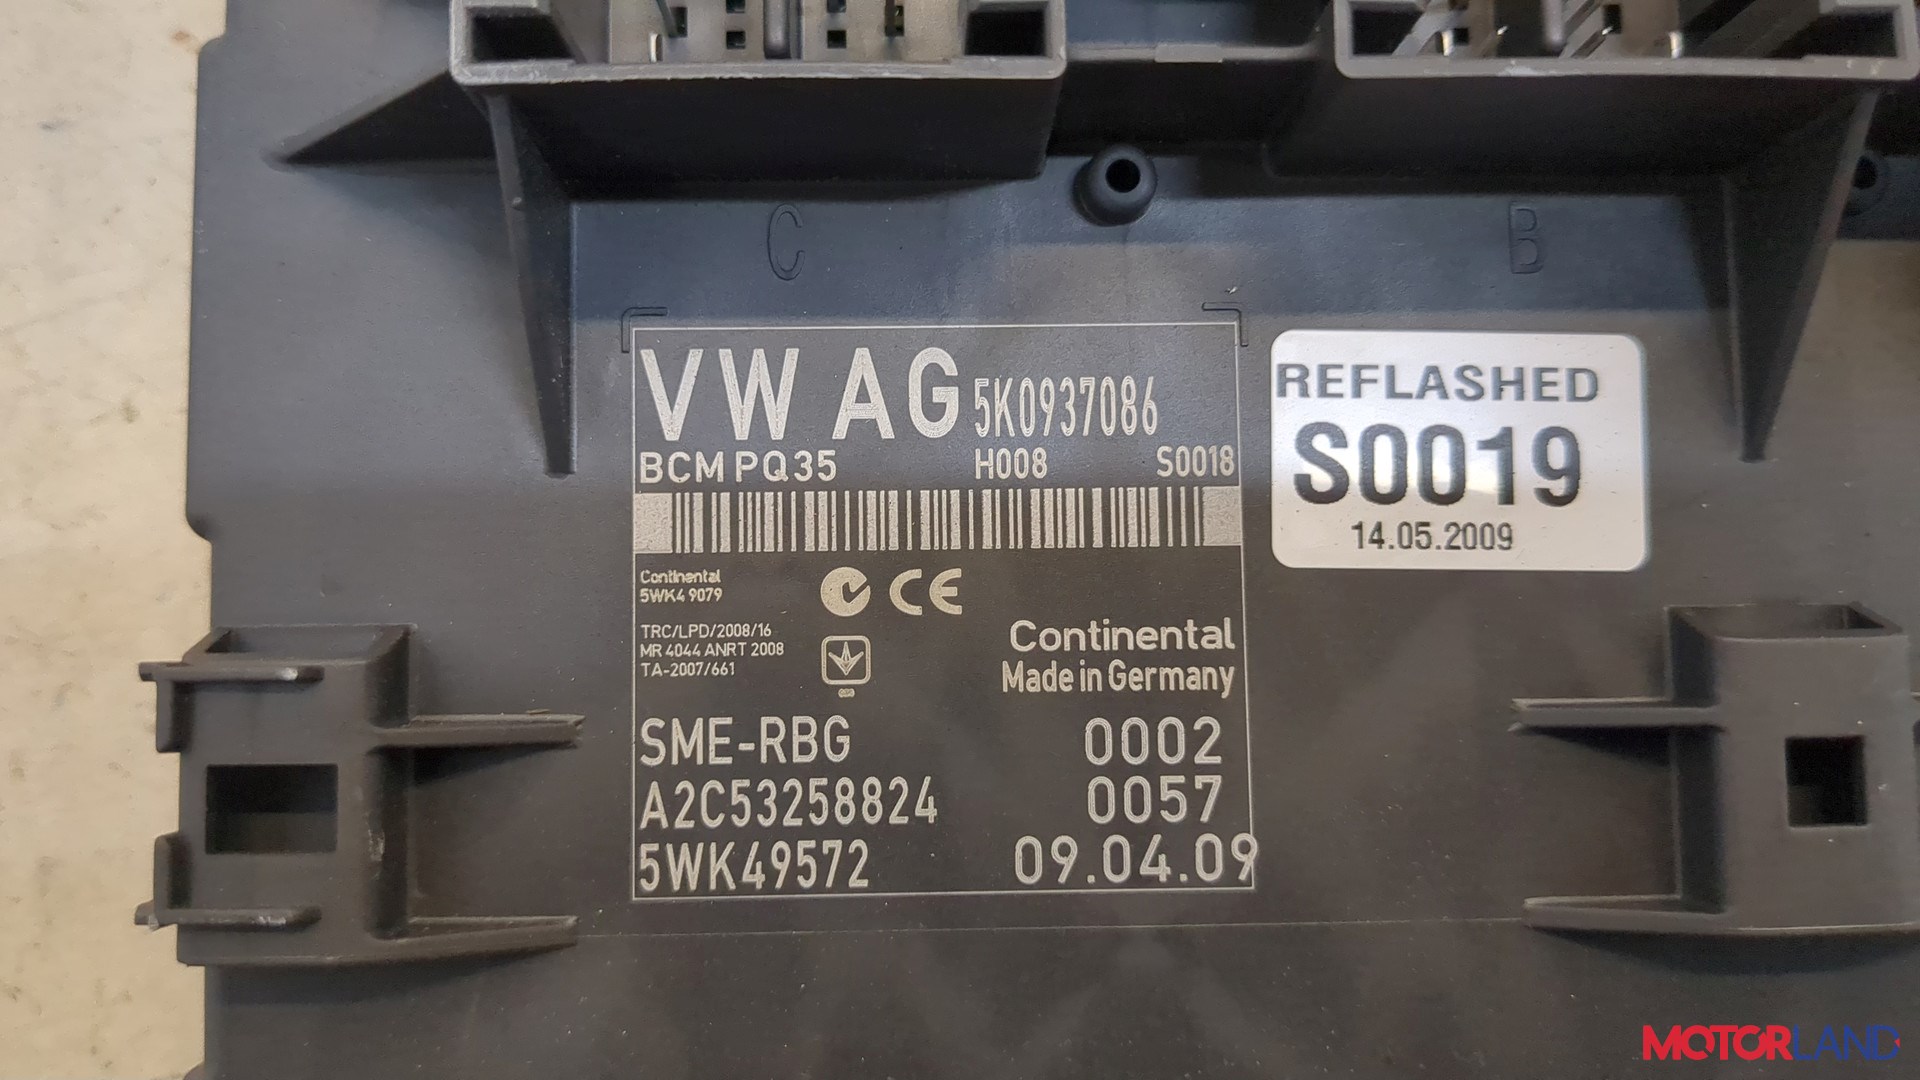 C
B
VW AG 5K0937086
BCM PQ35 H008 S0018
REFLASHED
S0019
14.05.2009
Continental
5WK4 9079
CE
TRC/LPD/2008/16
MR 4044 ANRT 2008
TA-2007/661
Continental
Made in Germany
SME-RBG 0002
A2C53258824 0057
5WK49572 09.04.09
MOTORLAND